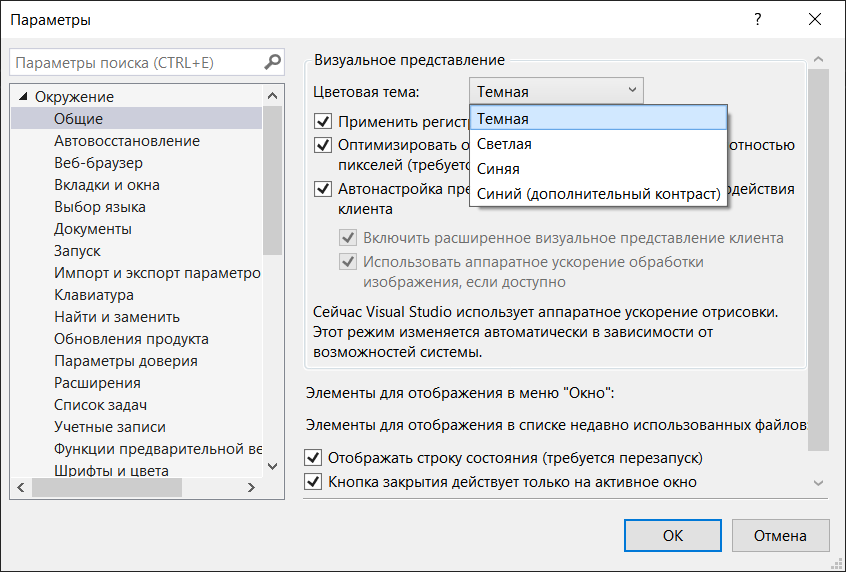 Параметры
?
Параметры поиска (CTRL+E)
Окружение
Общие
Автовосстановление
Веб-браузер
Вкладки и окна
Выбор языка
Документы
Запуск
Импорт и экспорт параметро
Клавиатура
Найти и заменить
Обновления продукта
Параметры доверия
Расширения
Список задач
Учетные записи
Функции предварительной ве
Шрифты и цвета
Визуальное представление
Цветовая тема: Темная
Темная
Светлая
Синяя
Синий (дополнительный контраст)
Применить регист
Оптимизировать о отностью
пикселей (требуетс
Автонастройка пре одействия
клиента
Включить расширенное визуальное представление клиента
Использовать аппаратное ускорение обработки
изображения, если доступно
Сейчас Visual Studio использует аппаратное ускорение отрисовки.
Этот режим изменяется автоматически в зависимости от
возможностей системы.
Элементы для отображения в меню "Окно":
Элементы для отображения в списке недавно использованных файлов
Отображать строку состояния (требуется перезапуск)
Кнопка закрытия действует только на активное окно
OK
Отмена